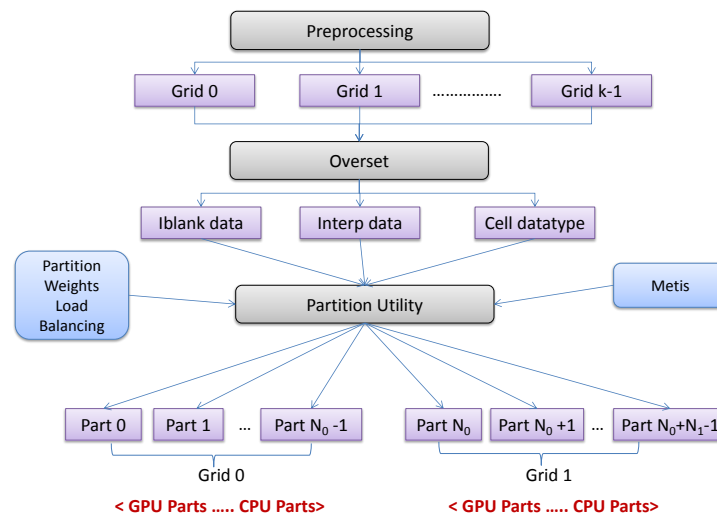 Preprocessing
Grid 0
Grid 1
................
Grid k-1
Overset
Iblank data
Interp data
Cell datatype
Partition
Weights
Load
Balancing
Partition Utility
Metis
Part 0
Part 1
...
Part N₀ -1
Part N₀
Part N₀ +1
...
Part N₀+N₁-1
Grid 0
Grid 1
< GPU Parts ..... CPU Parts>
< GPU Parts ..... CPU Parts>